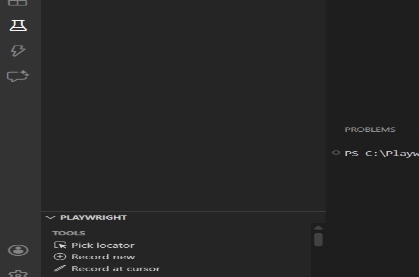 PROBLEMS
PS C:\Playw
PLAYWRIGHT
TOOLS
Pick locator
Record new
Record at cursor